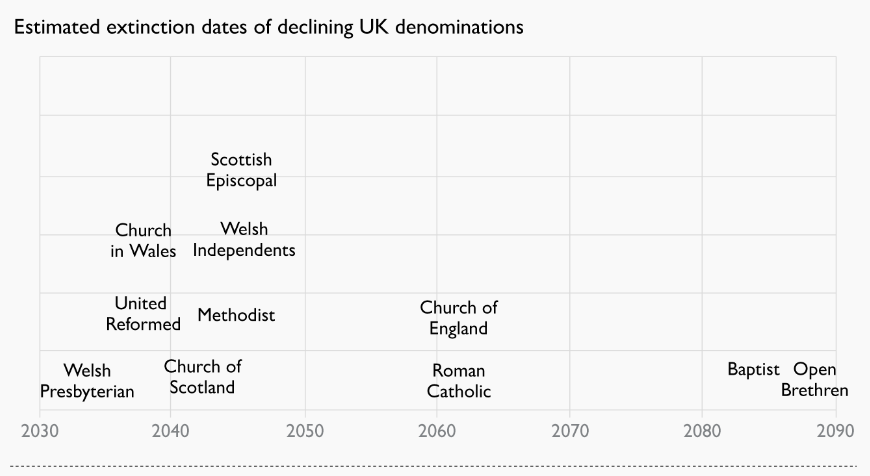 Estimated extinction dates of declining UK denominations
Scottish
Episcopal
Church
in Wales
Welsh
Independents
United
Reformed
Methodist
Church of
England
Welsh
Presbyterian
Church of
Scotland
Roman
Catholic
Baptist
Open
Brethren
2030 2040 2050 2060 2070 2080 2090